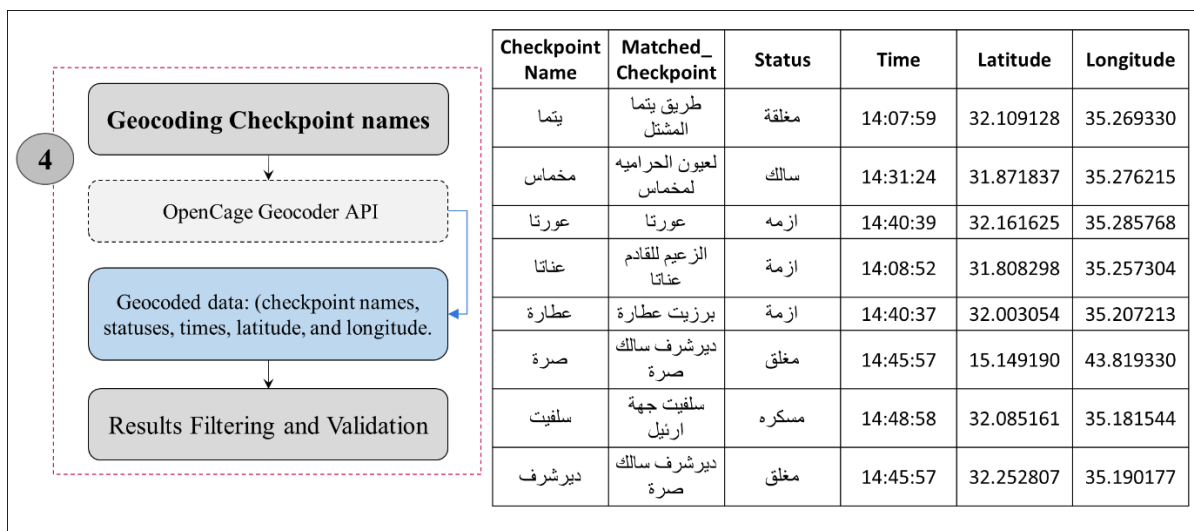 4
Geocoding Checkpoint names
OpenCage Geocoder API
Geocoded data: (checkpoint names,
statuses, times, latitude, and longitude.
Results Filtering and Validation
Checkpoint
Name
Matched_
Checkpoint
Status
Time
Latitude
Longitude
يتما
طريق يتما
المشتل
مغلقة
14:07:59
32.109128
35.269330
مخماس
لعيون الحراميه
لمخماس
سالك
14:31:24
31.871837
35.276215
عورتا
عورتا
ازمه
14:40:39
32.161625
35.285768
عناتا
الزعيم للقادم
عناتا
ازمة
14:08:52
31.808298
35.257304
عطارة
برزيت عطارة
ازمة
14:40:37
32.003054
35.207213
صرة
ديرشرف سالك
صرة
مغلق
14:45:57
15.149190
43.819330
سلفيت
سلفيت جهة
ارئيل
مسكره
14:48:58
32.085161
35.181544
ديرشرف
ديرشرف سالك
صرة
مغلق
14:45:57
32.252807
35.190177